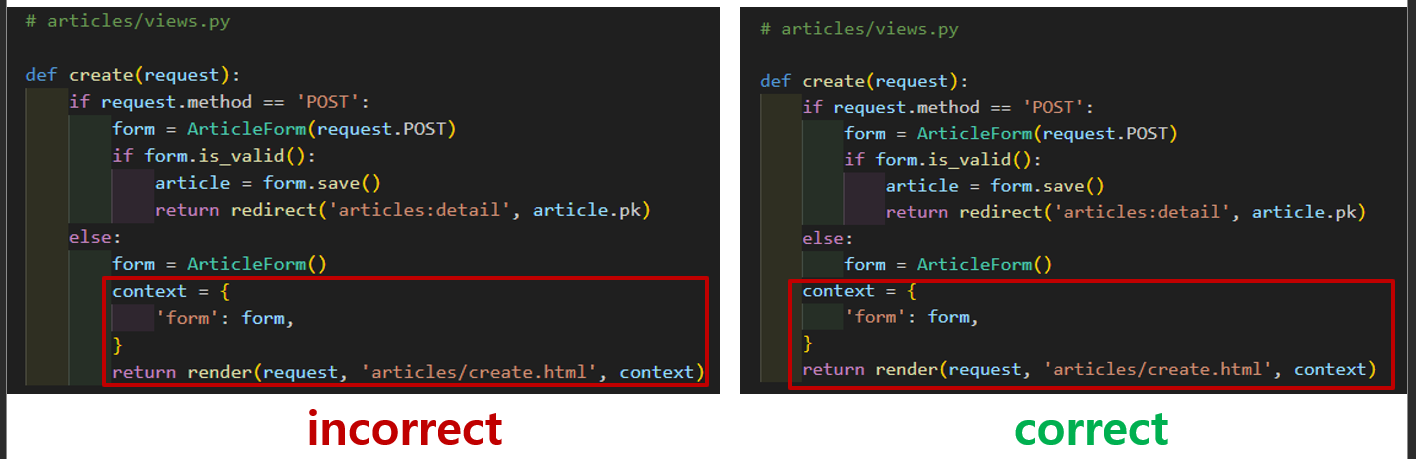 # articles/views.py
def create(request):
    if request.method == 'POST':
        form = ArticleForm(request.POST)
        if form.is_valid():
            article = form.save()
            return redirect('articles:detail', article.pk)
    else:
        form = ArticleForm()
        context = {
            'form': form,
        }
        return render(request, 'articles/create.html', context)
incorrect
# articles/views.py
def create(request):
    if request.method == 'POST':
        form = ArticleForm(request.POST)
        if form.is_valid():
            article = form.save()
            return redirect('articles:detail', article.pk)
    else:
        form = ArticleForm()
    context = {
        'form': form,
    }
    return render(request, 'articles/create.html', context)
correct